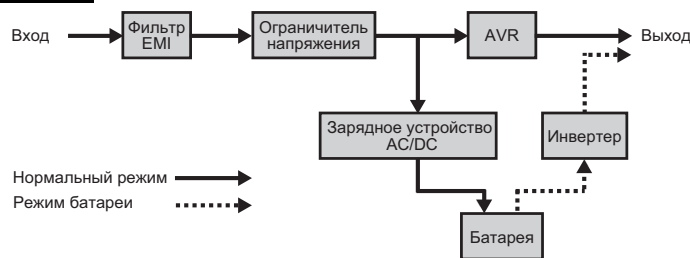 Вход
Фильтр
EMI
Ограничитель
напряжения
AVR
Выход
Зарядное устройство
AC/DC
Инвертер
Нормальный режим
Режим батареи
Батарея